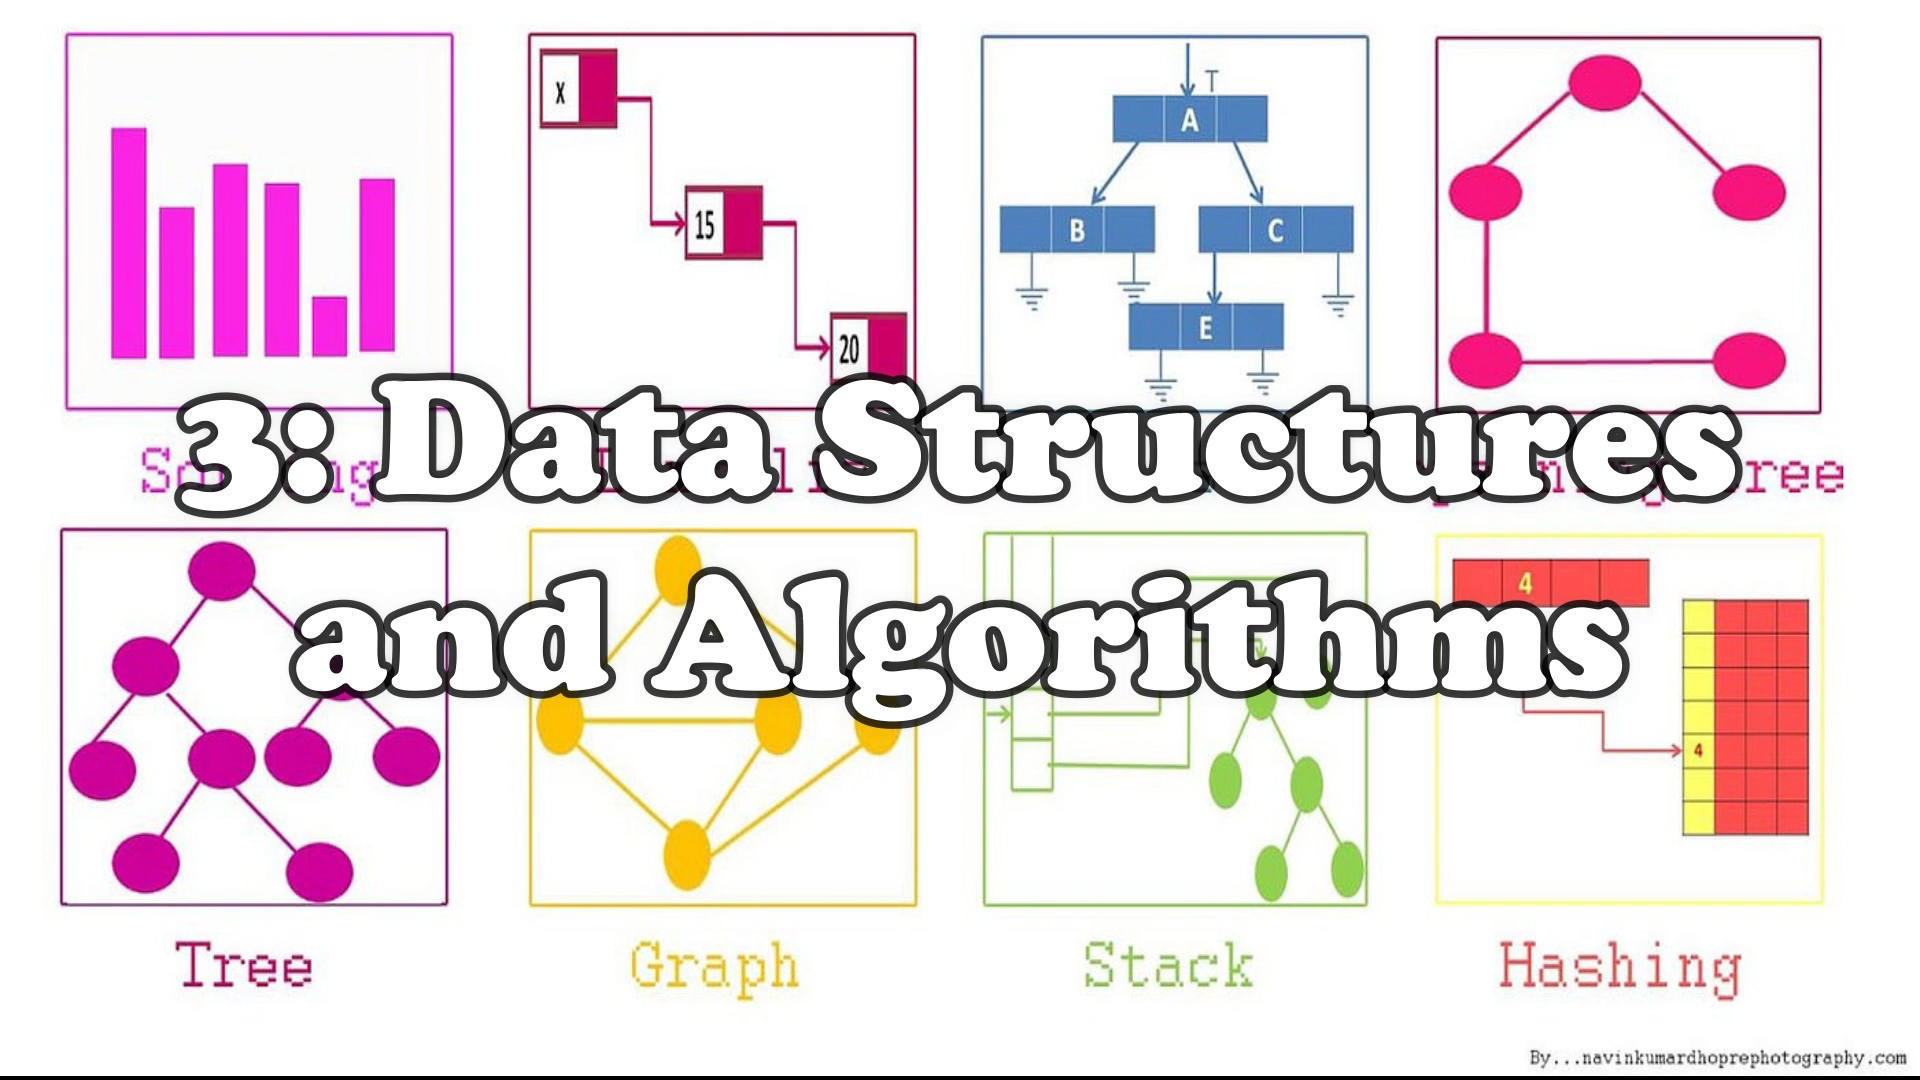 X
15
20
T
A
B C
E
3: Data Structures
and Algorithms
4
4
Tree Graph Stack Hashing
By...navinkumardhoprephotography.com